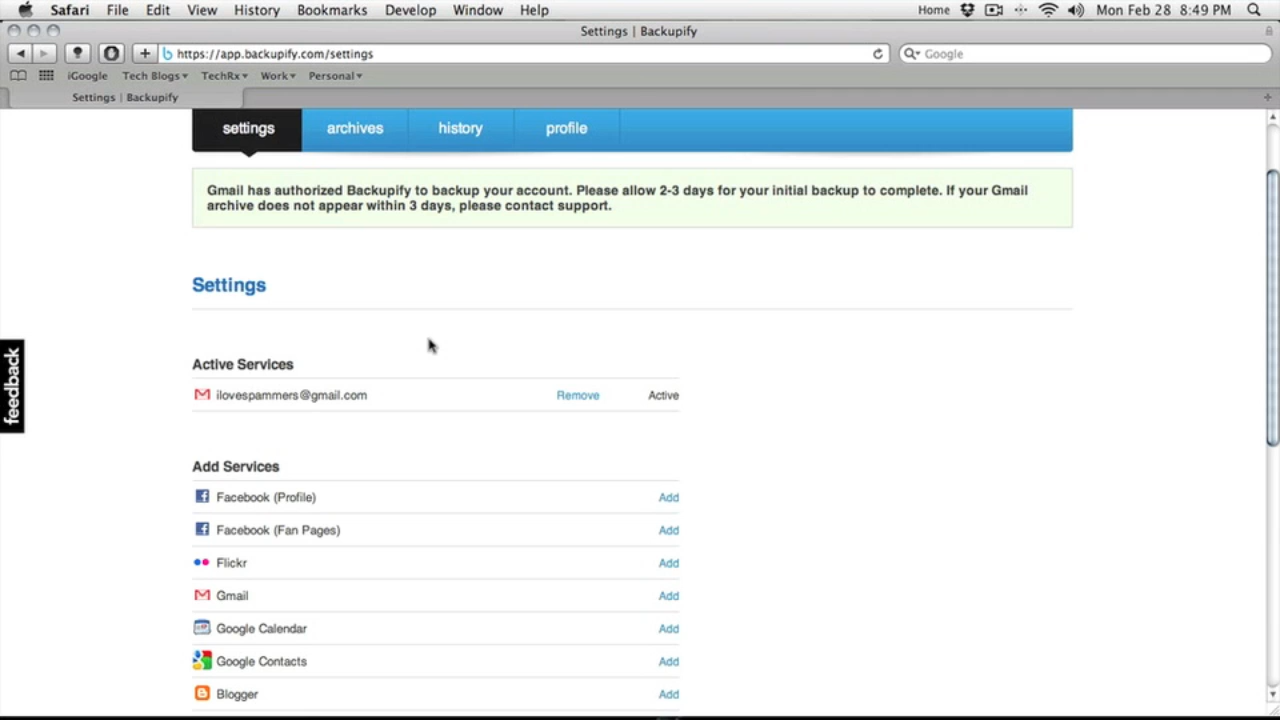 Safari File Edit View History Bookmarks Develop Window Help Home Mon Feb 28 8:49 PM
Settings | Backupify
https://app.backupify.com/settings Google
iGoogle Tech Blogs▾ TechRx▾ Work▾ Personal▾
Settings | Backupify
settings archives history profile
Gmail has authorized Backupify to backup your account. Please allow 2-3 days for your initial backup to complete. If your Gmail
archive does not appear within 3 days, please contact support.
Settings
feedback
Active Services
ilovespammers@gmail.com Remove Active
Add Services
Facebook (Profile) Add
Facebook (Fan Pages) Add
Flickr Add
Gmail Add
Google Calendar Add
Google Contacts Add
Blogger Add